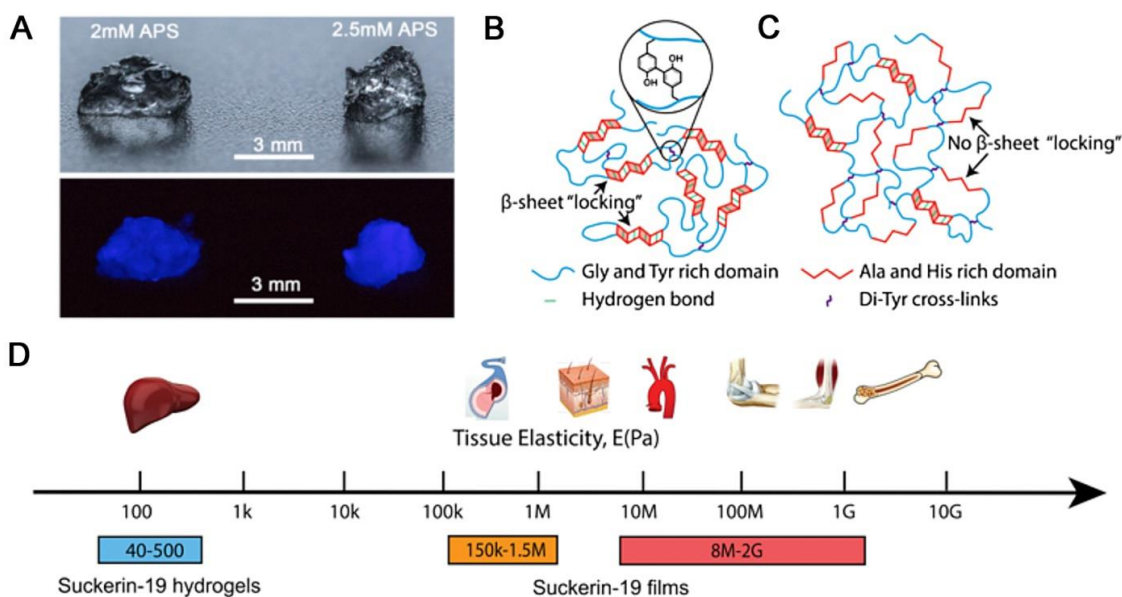 A
2mM APS
2.5mM APS
3 mm
3 mm
B
OH
OH
β-sheet "locking"
C
No β-sheet "locking"
Gly and Tyr rich domain
Ala and His rich domain
Hydrogen bond
Di-Tyr cross-links
D
Tissue Elasticity, E(Pa)
100 1k 10k 100k 1M 10M 100M 1G 10G
40-500 150k-1.5M 8M-2G
Suckerin-19 hydrogels Suckerin-19 films